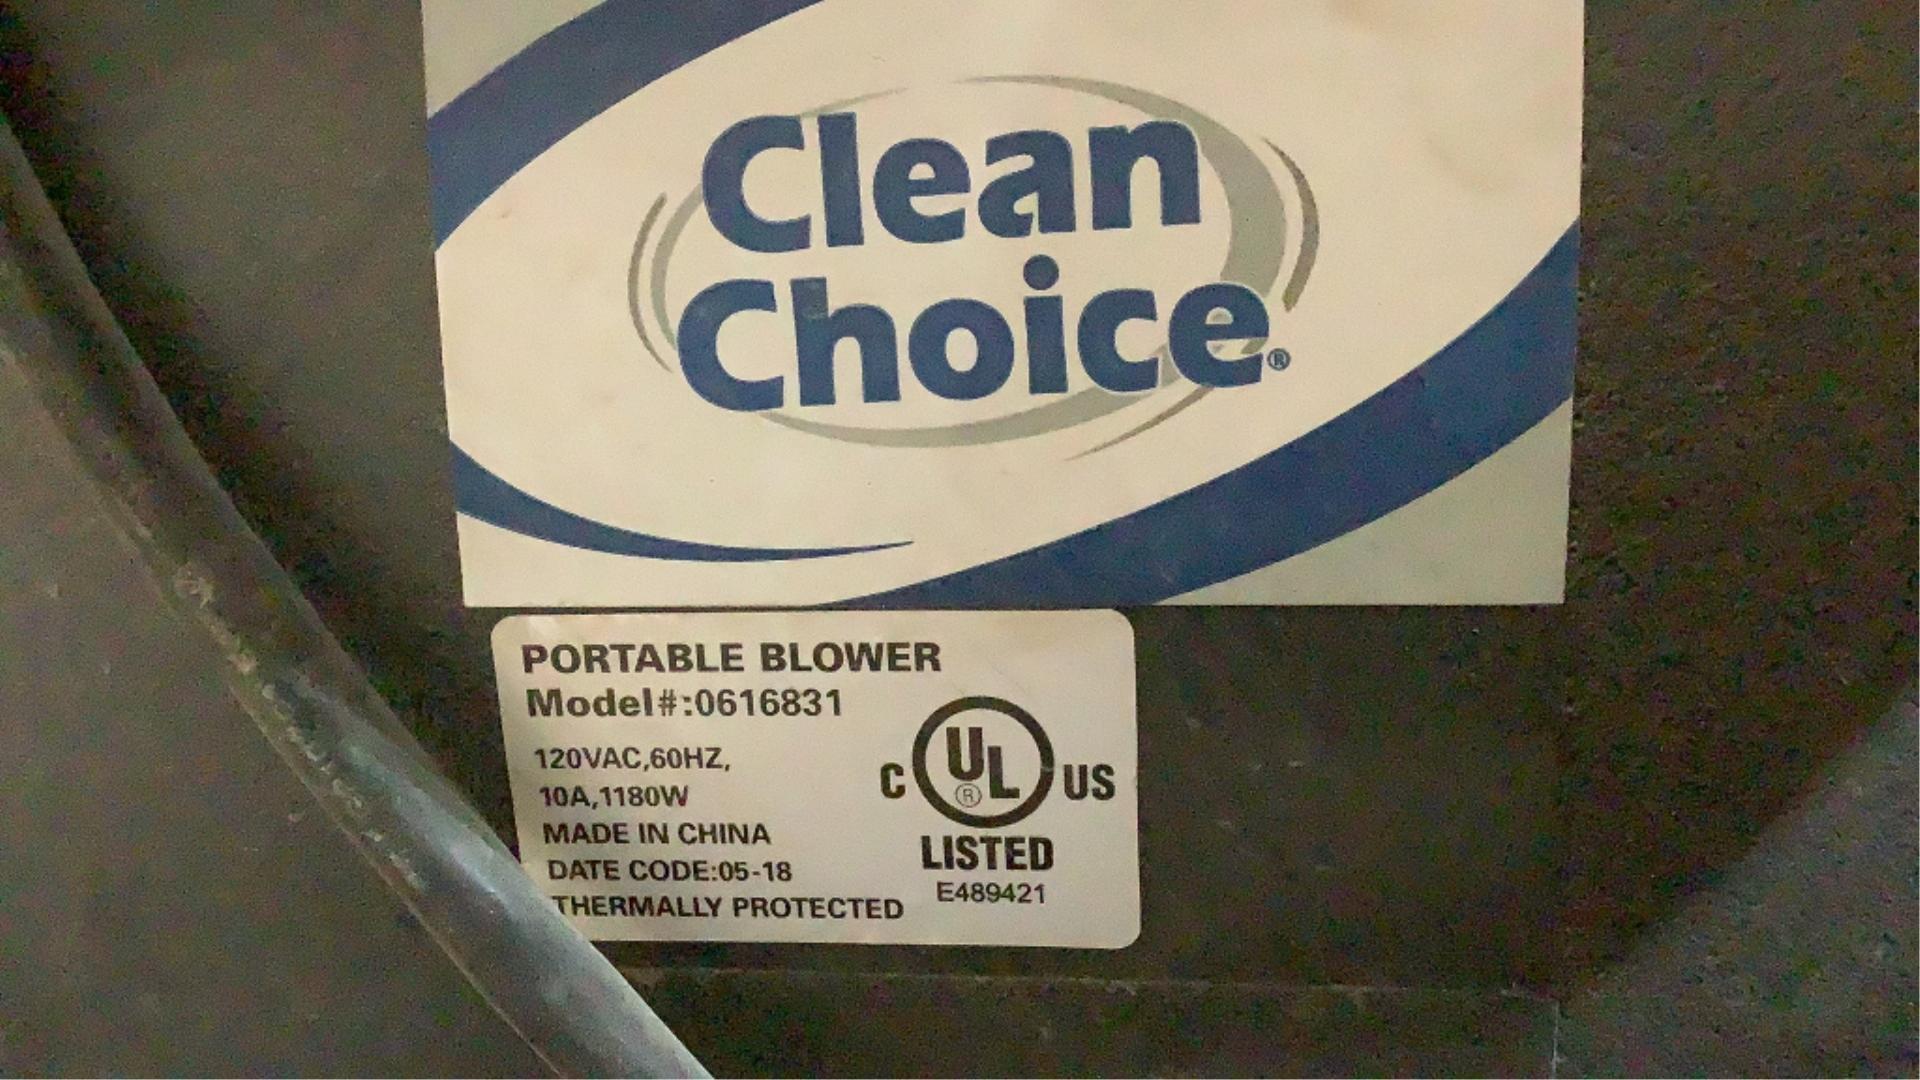 Clean
Choice®
PORTABLE BLOWER
Model#:0616831
120VAC,60HZ,
10A,1180W
MADE IN CHINA
DATE CODE:05-18
THERMALLY PROTECTED
C UL® US
LISTED
E489421